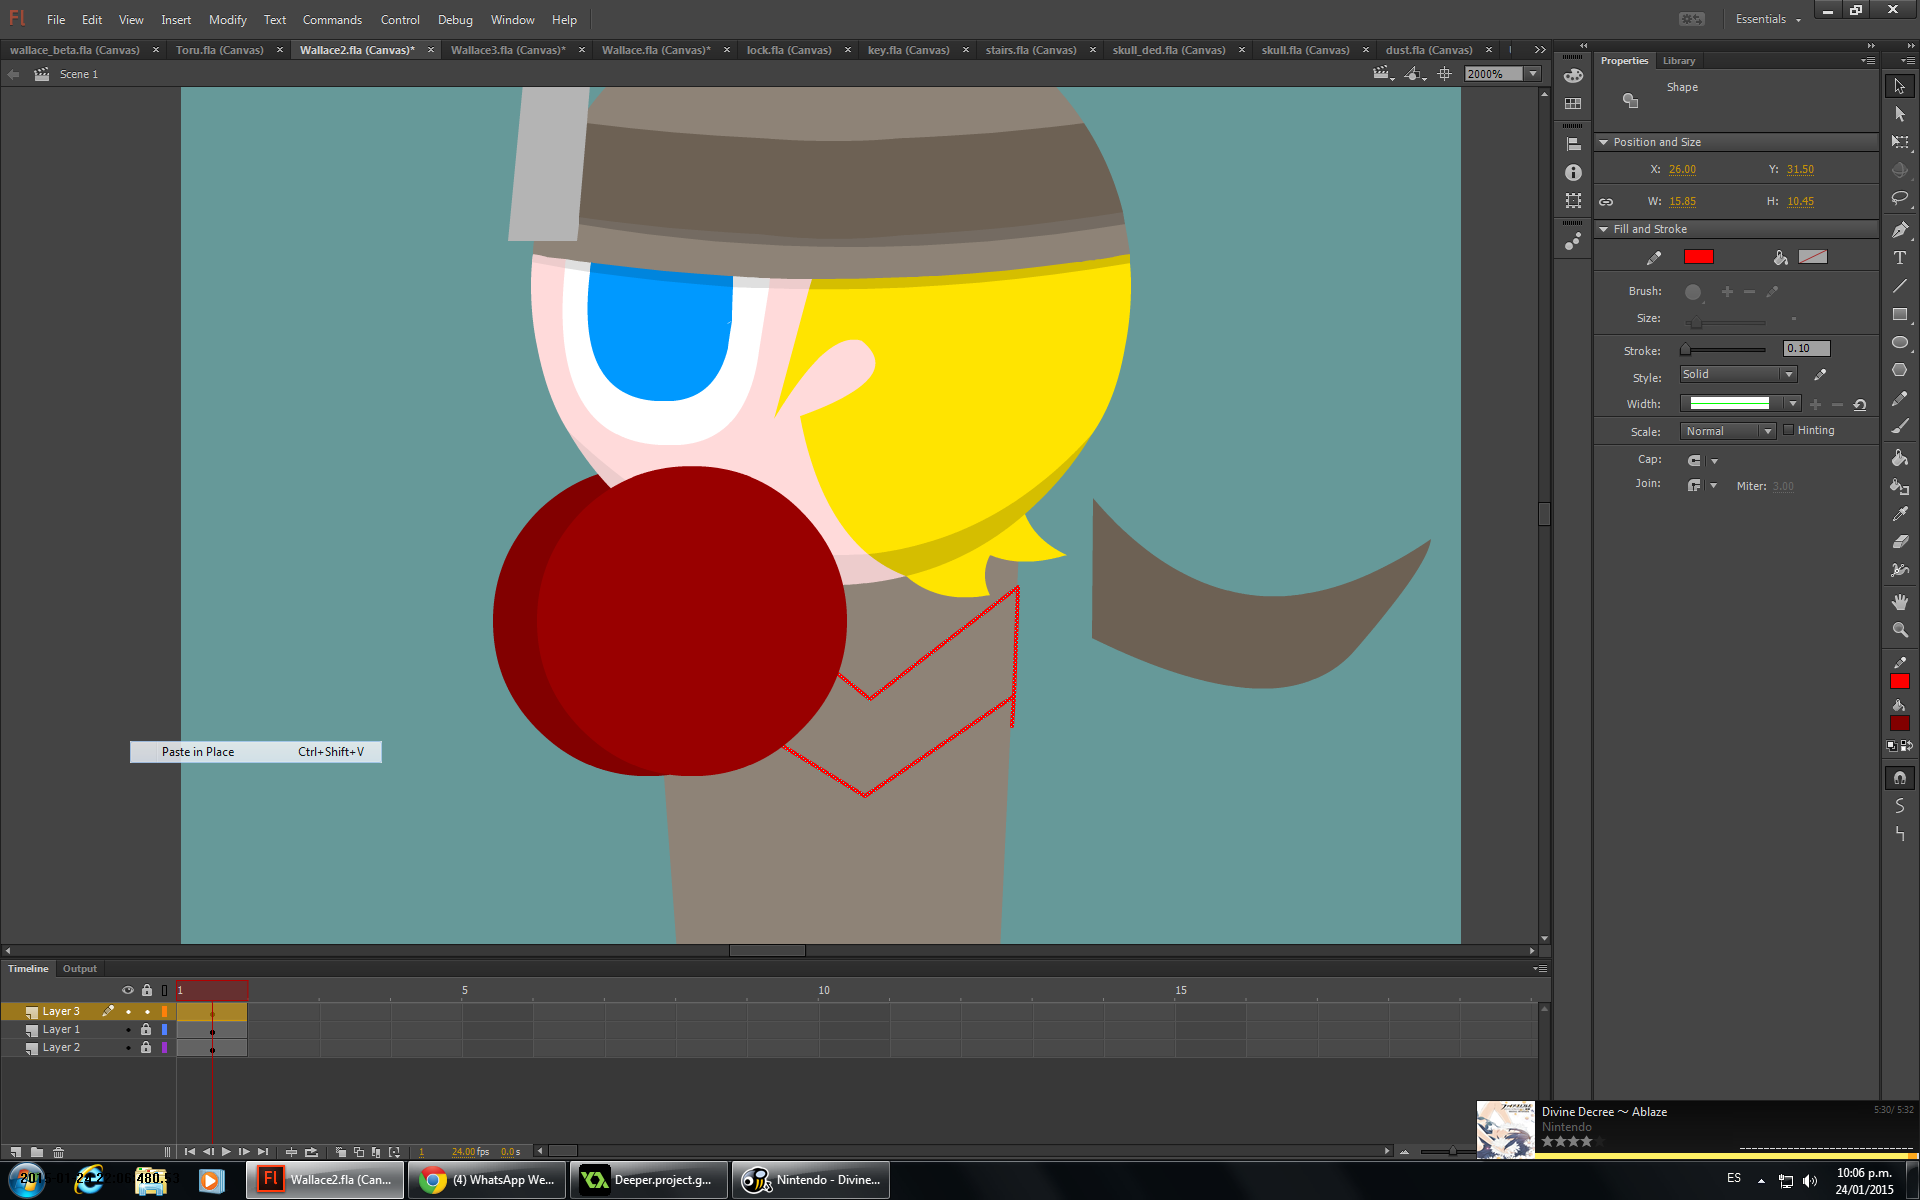 Fl File Edit View Insert Modify Text Commands Control Debug Window Help Essentials
wallace_beta.fla (Canvas) × Toru.fla (Canvas) × Wallace2.fla (Canvas)* × Wallace3.fla (Canvas)* × Wallace.fla (Canvas)* × lock.fla (Canvas) × key.fla (Canvas) × stairs.fla (Canvas) × skull_ded.fla (Canvas) × skull.fla (Canvas) × dust.fla (Canvas) ×
Scene 1 2000%
Properties Library
Shape
Position and Size
X: 26.00 Y: 31.50
W: 15.85 H: 10.45
Fill and Stroke
Brush:
Size:
Stroke: 0.10
Style: Solid
Width:
Scale: Normal Hinting
Cap:
Join: Miter: 3.00
Paste in Place Ctrl+Shift+V
Timeline Output
1 5 10 15
Layer 3
Layer 1
Layer 2
1 24.00 fps 0.0 s
Divine Decree ～ Ablaze 5:30/ 5:32
Nintendo
Wallace2.fla (Can... (4) WhatsApp We... Deeper.project.g... Nintendo - Divine...
ES 10:06 p.m.
24/01/2015